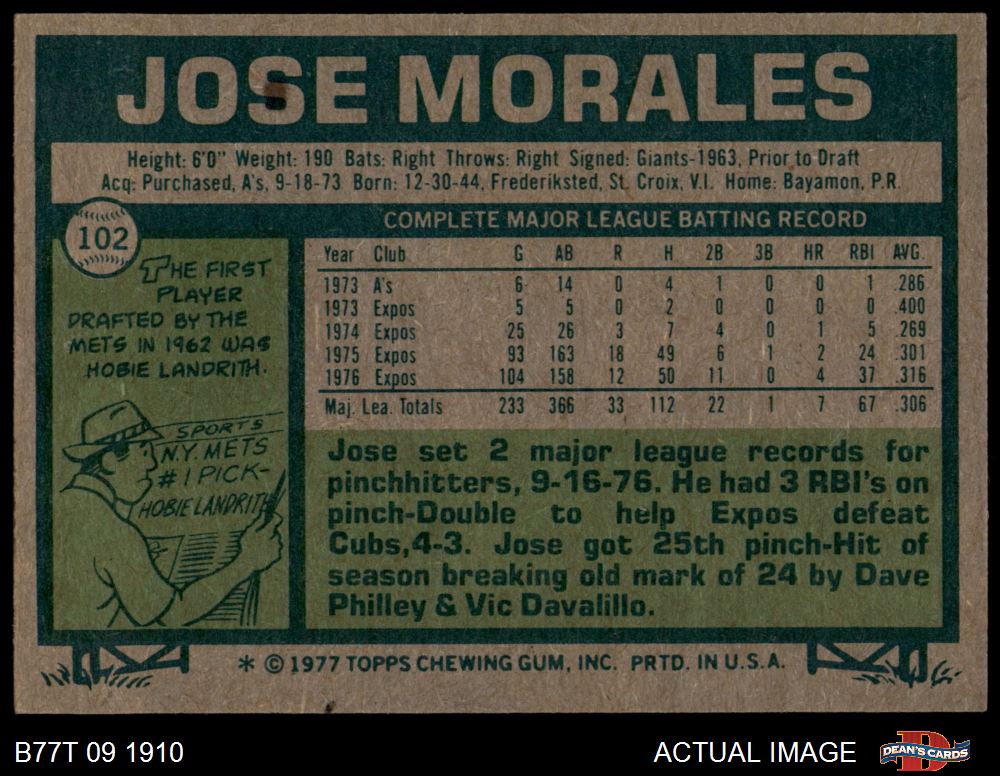 JOSE MORALES
Height: 6'0" Weight: 190 Bats: Right Throws: Right Signed: Giants-1963, Prior to Draft
Acq: Purchased, A's, 9-18-73 Born: 12-30-44, Frederiksted, St. Croix, V.I. Home: Bayamon, P.R.
102
THE FIRST
PLAYER
DRAFTED BY THE
METS IN 1962 WAS
HOBIE LANDRITH.
SPORTS
N.Y. METS
#1 PICK-
HOBIE LANDRITH
COMPLETE MAJOR LEAGUE BATTING RECORD
Year Club G AB R H 2B 3B HR RBI AVG.
1973 A's 6 14 0 4 1 0 0 1 .286
1973 Expos 5 5 0 2 0 0 0 0 .400
1974 Expos 25 26 3 7 4 0 1 5 .269
1975 Expos 93 163 18 49 6 1 2 24 .301
1976 Expos 104 158 12 50 11 0 4 37 .316
Maj. Lea. Totals 233 366 33 112 22 1 7 67 .306
Jose set 2 major league records for
pinchhitters, 9-16-76. He had 3 RBI's on
pinch-Double to help Expos defeat
Cubs,4-3. Jose got 25th pinch-Hit of
season breaking old mark of 24 by Dave
Philley & Vic Davalillo.
* © 1977 TOPPS CHEWING GUM, INC. PRTD. IN U.S.A.
B77T 09 1910
ACTUAL IMAGE
D
DEAN'S CARDS